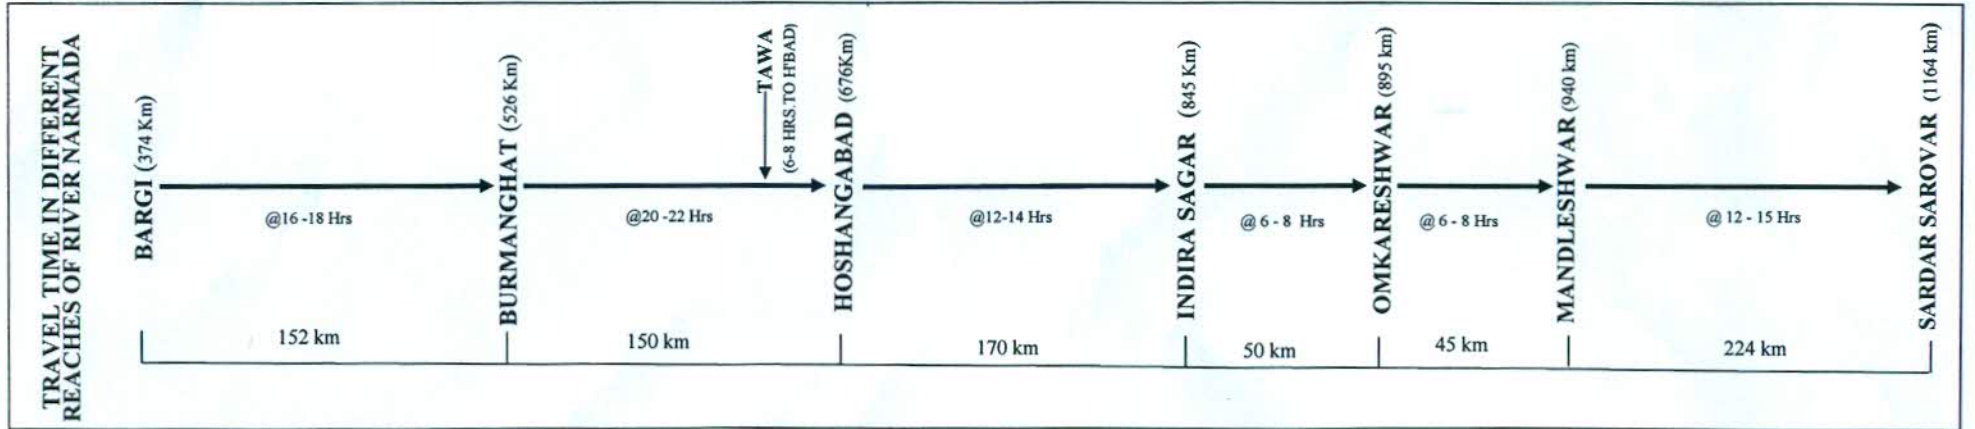 TRAVEL TIME IN DIFFERENT
REACHES OF RIVER NARMADA
BARGI (374 Km)
@16 -18 Hrs
152 km
BURMANGHAT (526 Km)
@20 -22 Hrs
150 km
TAWA
(6-8 HRS.TO H'BAD)
HOSHANGABAD (676Km)
@12-14 Hrs
170 km
INDIRA SAGAR (845 Km)
@ 6 - 8 Hrs
50 km
OMKARESHWAR (895 km)
@ 6 - 8 Hrs
45 km
MANDLESHWAR (940 km)
@ 12 - 15 Hrs
224 km
SARDAR SAROVAR (1164 km)